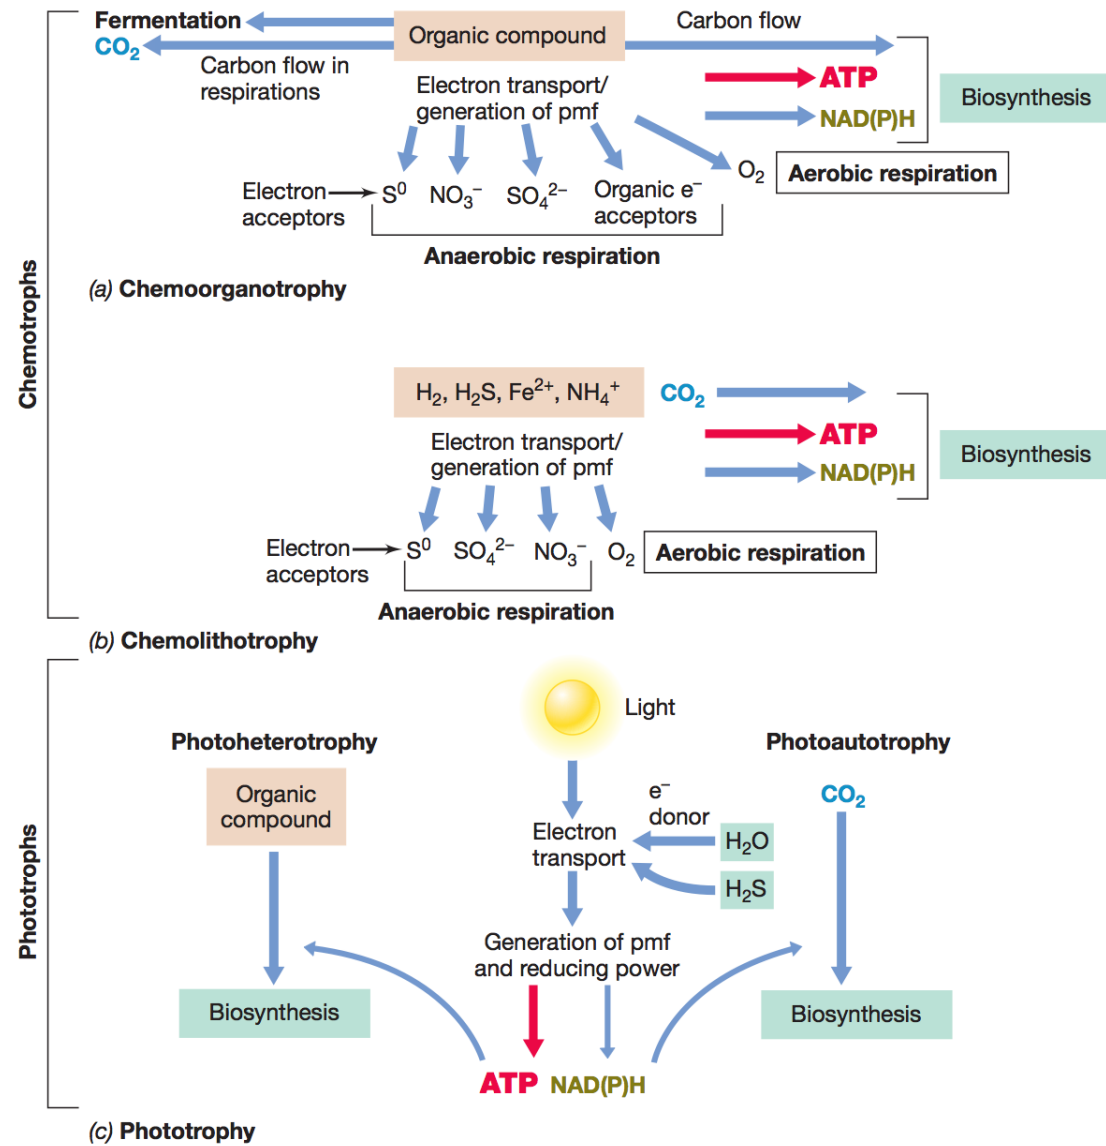 Fermentation
CO₂
Organic compound
Carbon flow
Carbon flow in
respirations
Electron transport/
generation of pmf
ATP
NAD(P)H
Biosynthesis
Electron
acceptors
S⁰
NO₃⁻
SO₄²⁻
Organic e⁻
acceptors
O₂
Aerobic respiration
Anaerobic respiration
(a) Chemoorganotrophy
Chemotrophs
H₂, H₂S, Fe²⁺, NH₄⁺
CO₂
Electron transport/
generation of pmf
ATP
NAD(P)H
Biosynthesis
Electron
acceptors
S⁰
SO₄²⁻
NO₃⁻
O₂
Aerobic respiration
Anaerobic respiration
(b) Chemolithotrophy
Phototrophs
Light
Photoheterotrophy
Photoautotrophy
Organic
compound
CO₂
e⁻
donor
Electron
transport
H₂O
H₂S
Generation of pmf
and reducing power
Biosynthesis
Biosynthesis
ATP
NAD(P)H
(c) Phototrophy